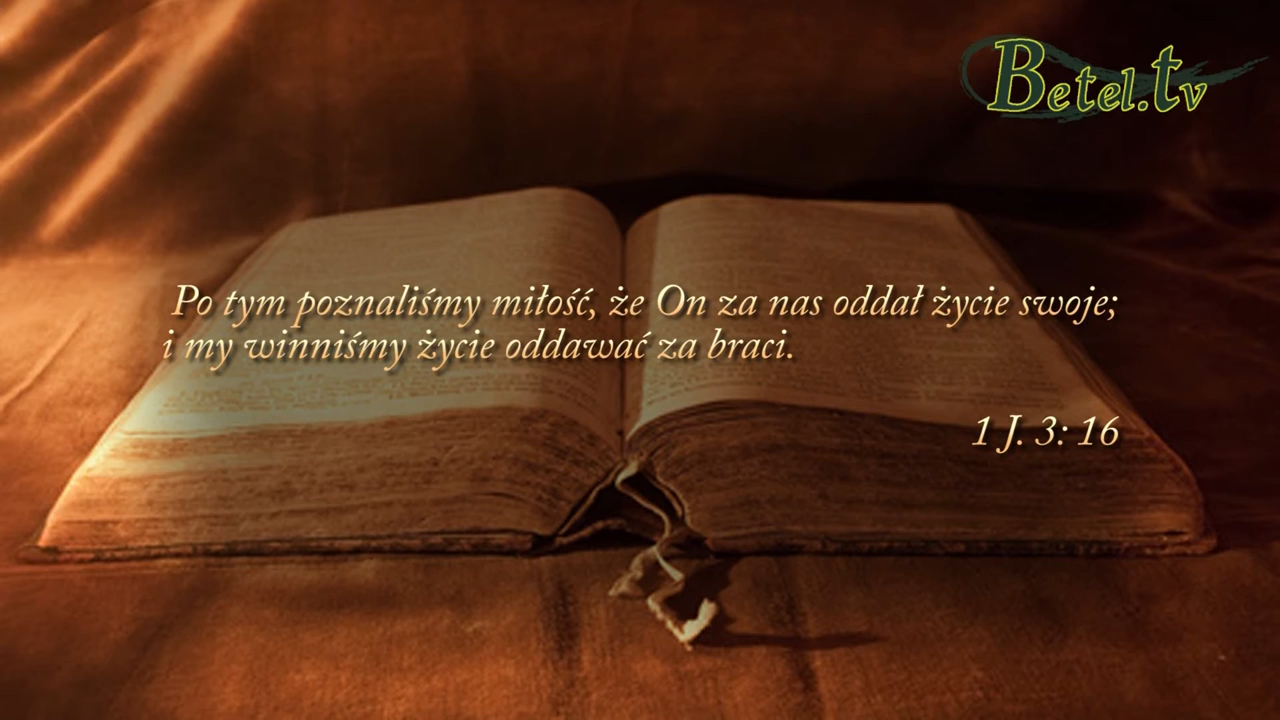 Betel.tv
Po tym poznaliśmy miłość, że On za nas oddał życie swoje;
i my winniśmy życie oddawać za braci.
1 J. 3: 16